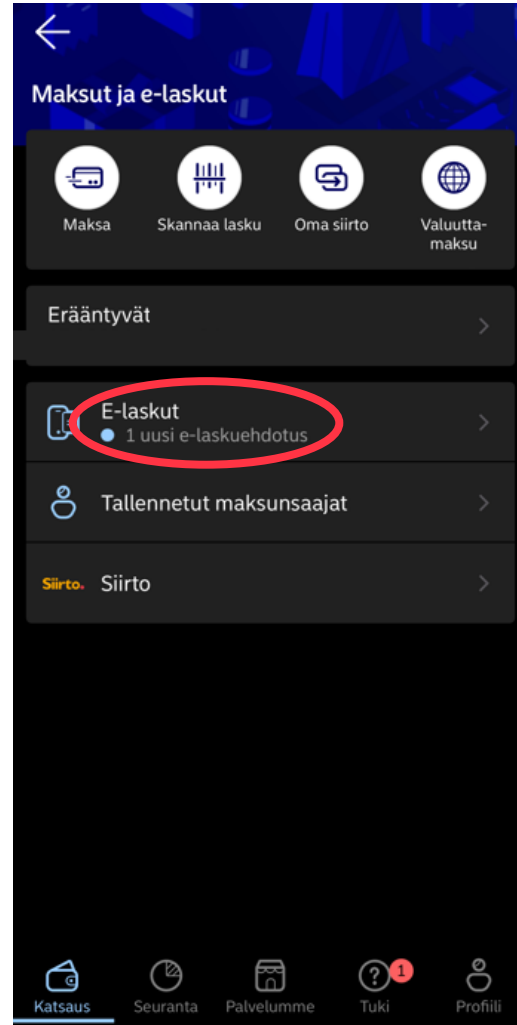 Maksut ja e-laskut
Maksa
Skannaa lasku
Oma siirto
Valuutta-
maksu
Erääntyvät
E-laskut
1 uusi e-laskuehdotus
Tallennetut maksunsaajat
Siirto.
Siirto
1
Katsaus
Seuranta
Palvelumme
Tuki
Profiili